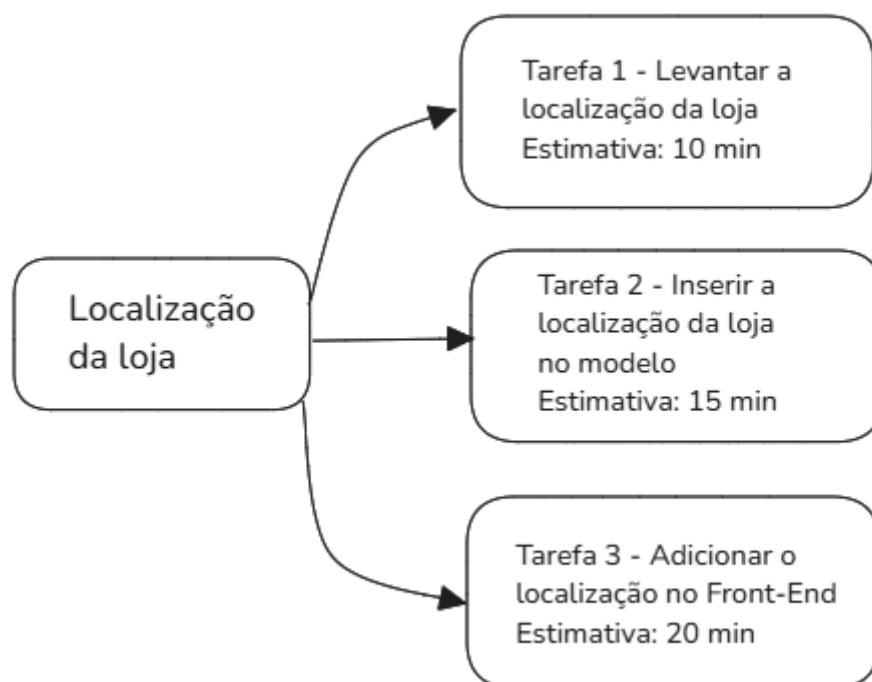 Tarefa 1 - Levantar a
localização da loja
Estimativa: 10 min
Localização
da loja
Tarefa 2 - Inserir a
localização da loja
no modelo
Estimativa: 15 min
Tarefa 3 - Adicionar o
localização no Front-End
Estimativa: 20 min